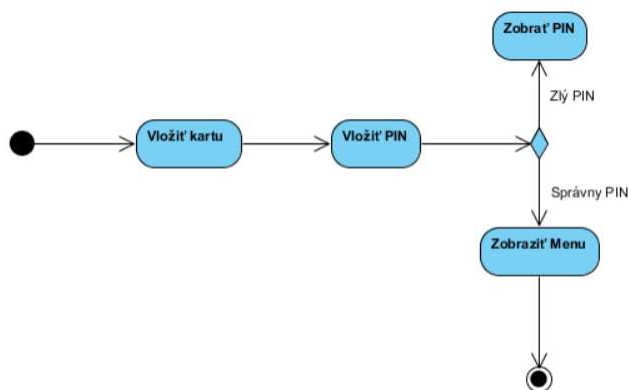 Zobrať PIN
Zlý PIN
Vložiť kartu
Vložiť PIN
Správny PIN
Zobraziť Menu